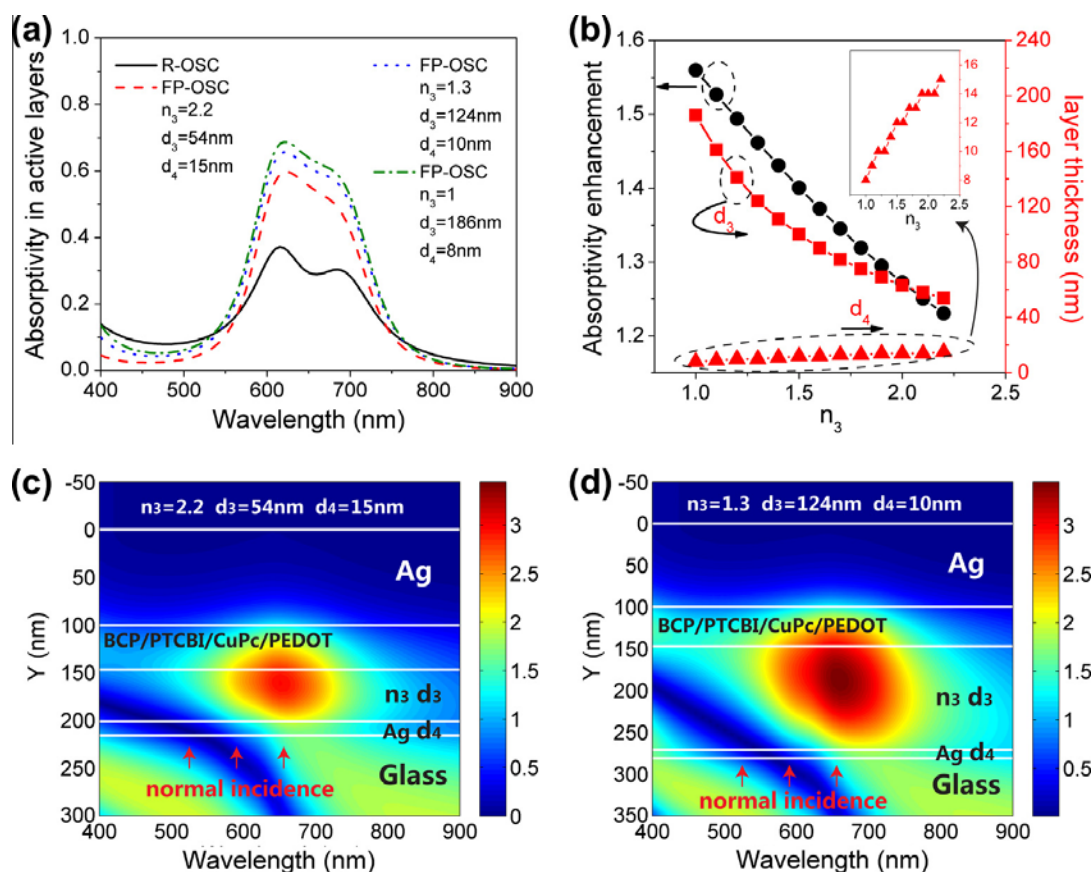 (a)
1.0
0.8
0.6
0.4
0.2
0.0
Absorptivity in active layers
R-OSC
FP-OSC
n3=2.2
d3=54nm
d4=15nm
FP-OSC
n3=1.3
d3=124nm
d4=10nm
FP-OSC
n3=1
d3=186nm
d4=8nm
400 500 600 700 800 900
Wavelength (nm)
(b)
1.6
1.5
1.4
1.3
1.2
Absorptivity enhancement
240
200
160
120
80
40
0
layer thickness (nm)
d3
d4
16
14
12
10
8
1.0 1.5 2.0 2.5
n3
1.0 1.5 2.0 2.5
n3
(c)
-50
0
50
100
150
200
250
300
Y (nm)
n3=2.2 d3=54nm d4=15nm
Ag
BCP/PTCBI/CuPc/PEDOT
n3 d3
Ag d4
Glass
normal incidence
400 500 600 700 800 900
Wavelength (nm)
3
2.5
2
1.5
1
0.5
0
(d)
-50
0
50
100
150
200
250
300
350
Y (nm)
n3=1.3 d3=124nm d4=10nm
Ag
BCP/PTCBI/CuPc/PEDOT
n3 d3
Ag d4
Glass
normal incidence
400 500 600 700 800 900
Wavelength (nm)
3
2.5
2
1.5
1
0.5